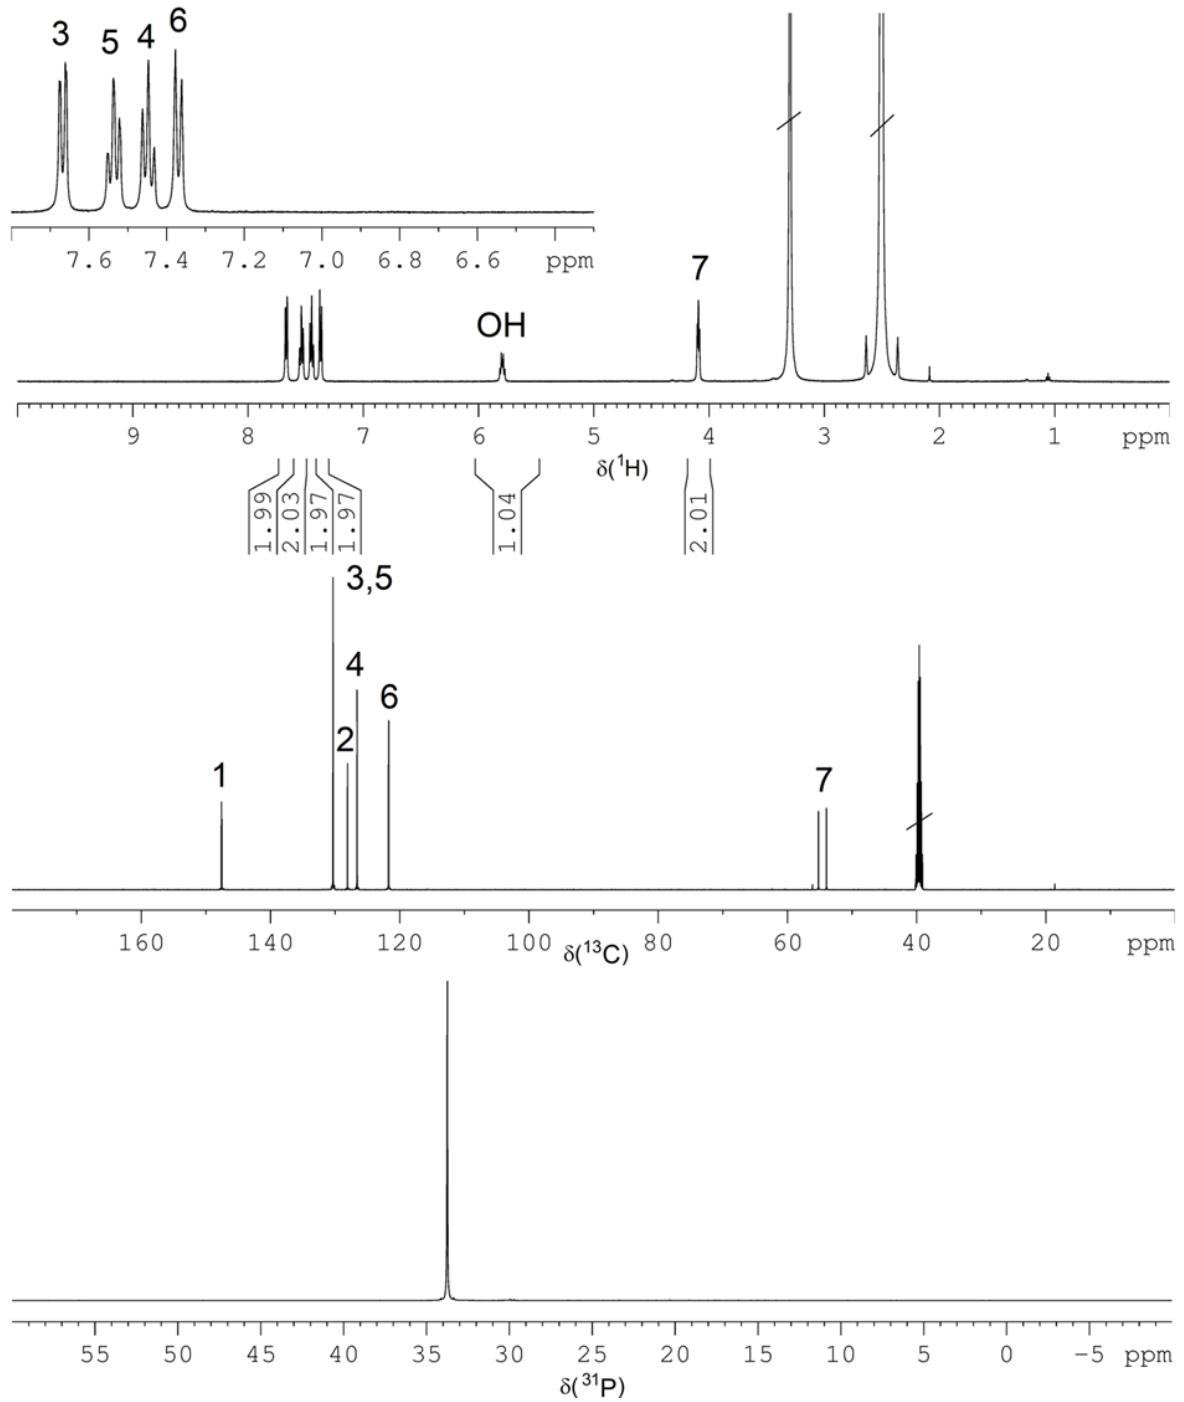 3 5 4 6
7.6 7.4 7.2 7.0 6.8 6.6 ppm
7
OH
9 8 7 6 5 4 3 2 1 ppm
δ(¹H)
1.99 2.03 1.97 1.97 1.04 2.01
3,5
4
6
2
1 7
160 140 120 100 80 60 40 20 ppm
δ(¹³C)
55 50 45 40 35 30 25 20 15 10 5 0 −5 ppm
δ(³¹P)